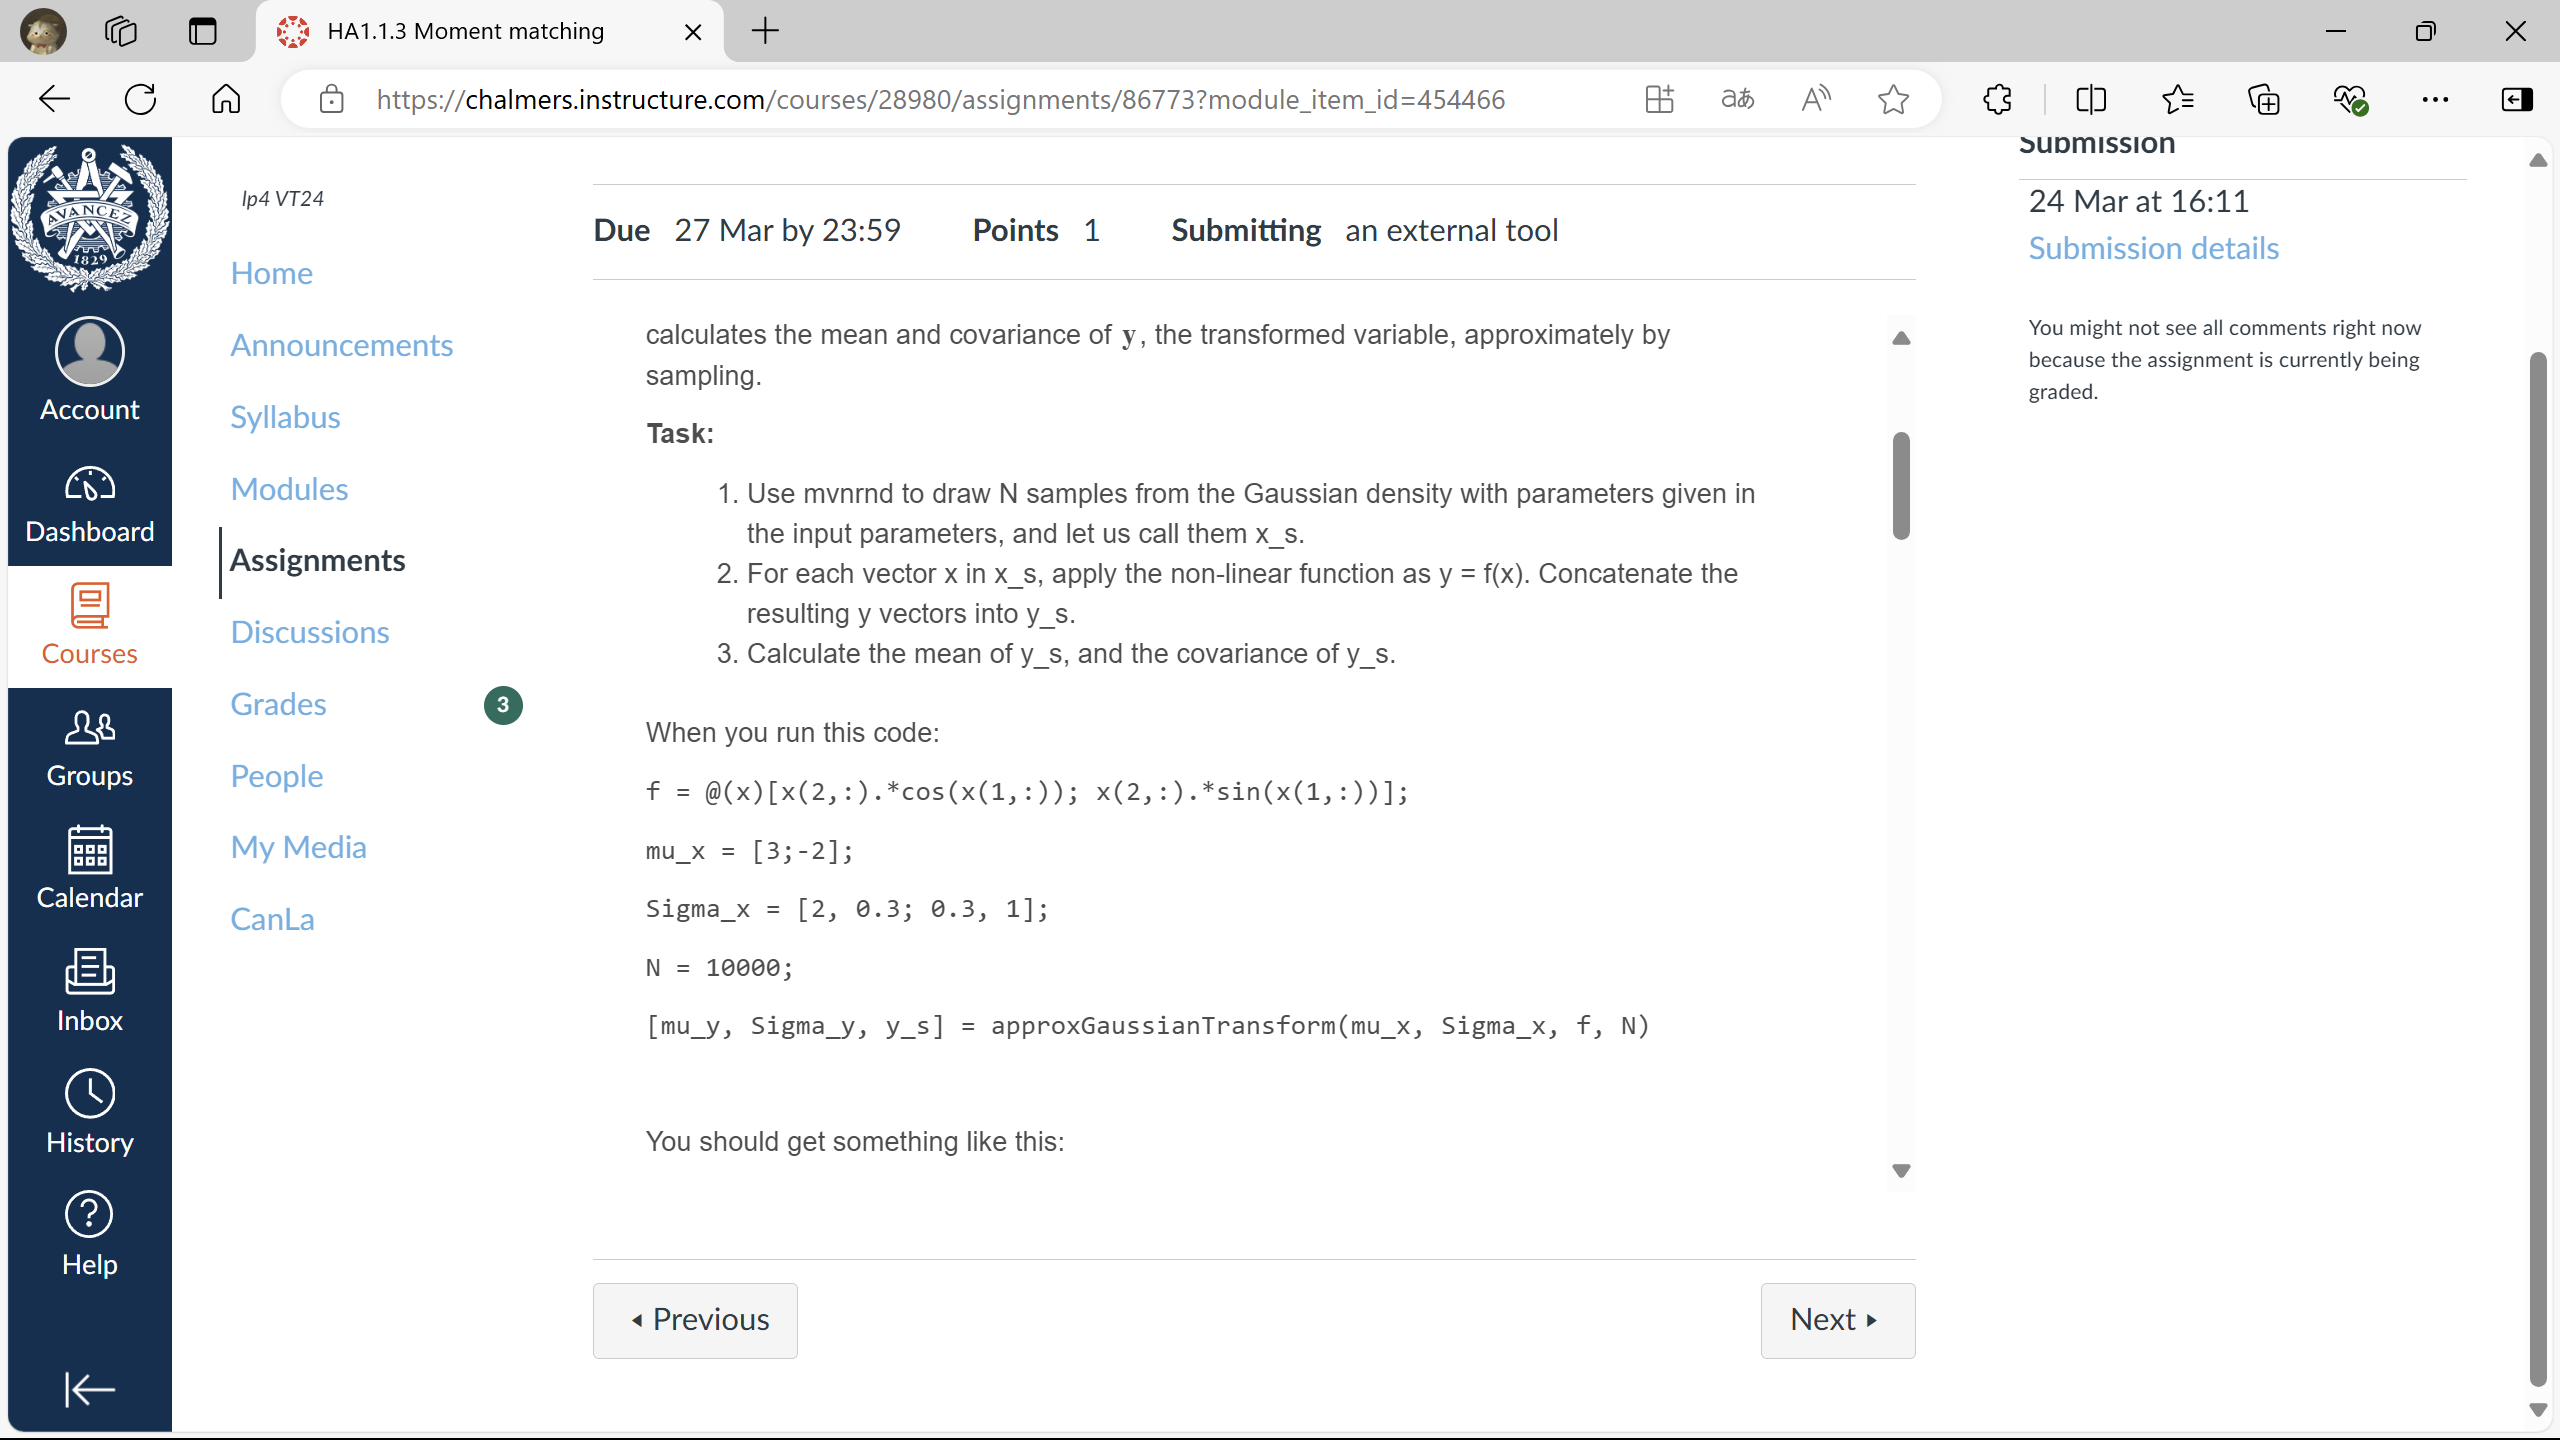 HA1.1.3 Moment matching
https://chalmers.instructure.com/courses/28980/assignments/86773?module_item_id=454466
AVANCEZ
1829
Account
Dashboard
Courses
Groups
Calendar
Inbox
History
Help
lp4 VT24
Home
Announcements
Syllabus
Modules
Assignments
Discussions
Grades 3
People
My Media
CanLa
Due 27 Mar by 23:59 Points 1 Submitting an external tool
calculates the mean and covariance of y, the transformed variable, approximately by
sampling.
Task:
1. Use mvnrnd to draw N samples from the Gaussian density with parameters given in
the input parameters, and let us call them x_s.
2. For each vector x in x_s, apply the non-linear function as y = f(x). Concatenate the
resulting y vectors into y_s.
3. Calculate the mean of y_s, and the covariance of y_s.
When you run this code:
f = @(x)[x(2,:).*cos(x(1,:)); x(2,:).*sin(x(1,:))];
mu_x = [3;-2];
Sigma_x = [2, 0.3; 0.3, 1];
N = 10000;
[mu_y, Sigma_y, y_s] = approxGaussianTransform(mu_x, Sigma_x, f, N)
You should get something like this:
Previous
Next
Submission
24 Mar at 16:11
Submission details
You might not see all comments right now
because the assignment is currently being
graded.